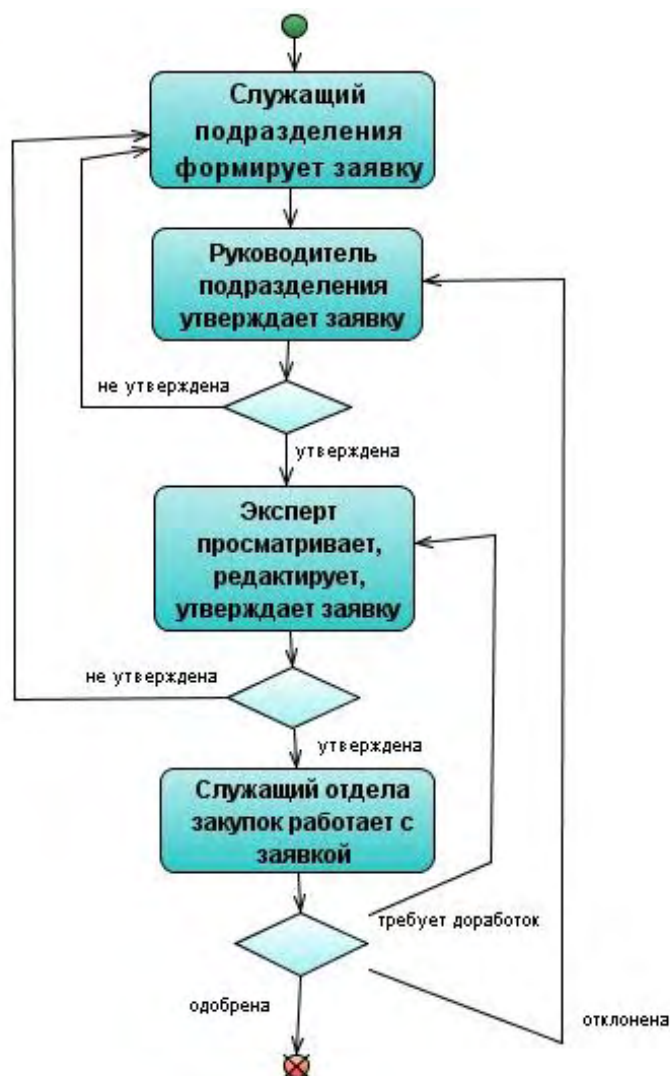 Служащий
подразделения
формирует заявку
Руководитель
подразделения
утверждает заявку
не утверждена
утверждена
Эксперт
просматривает,
редактирует,
утверждает заявку
не утверждена
утверждена
Служащий отдела
закупок работает с
заявкой
требует доработок
одобрена
отклонена